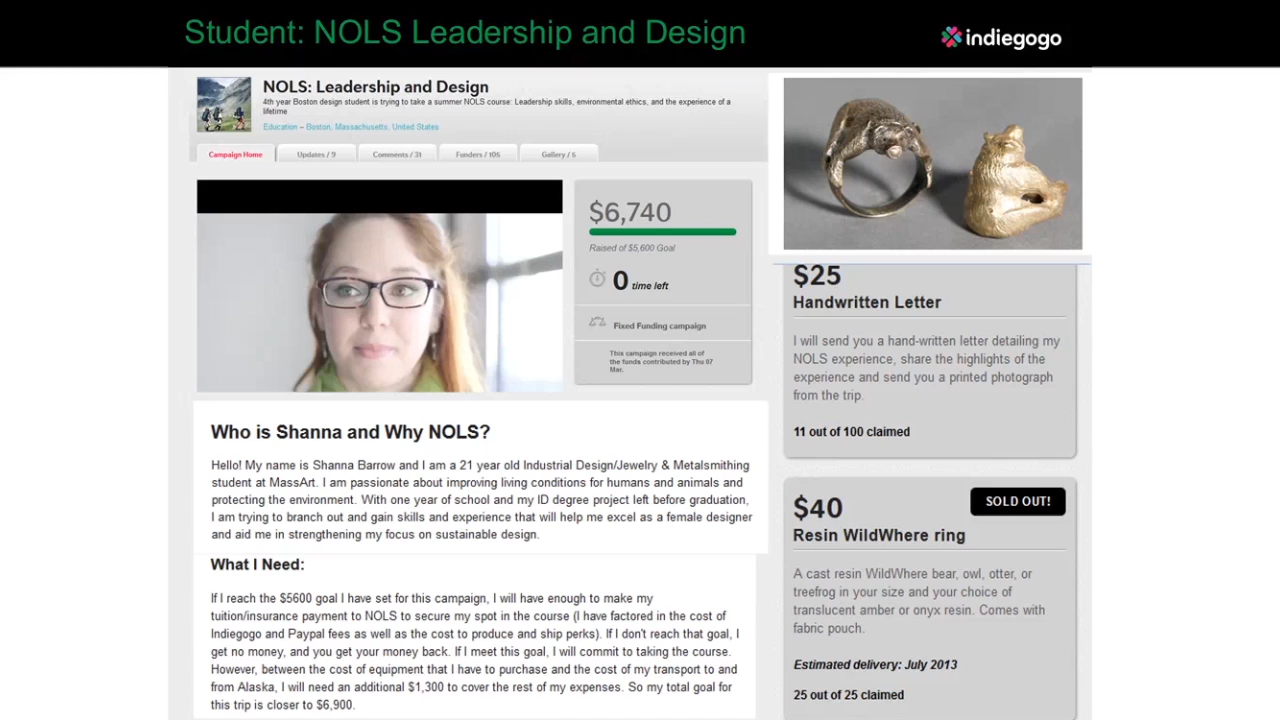 Student: NOLS Leadership and Design
indiegogo
NOLS: Leadership and Design
4th year Boston design student is trying to take a summer NOLS course: Leadership skills, environmental ethics, and the experience of a
lifetime
Education – Boston, Massachusetts, United States
Campaign Home
Updates / 9
Comments / 31
Funders / 105
Gallery / 6
$6,740
Raised of $5,600 Goal
0 time left
Fixed Funding campaign
This campaign received all of
the funds contributed by Thu 07
Mar.
Who is Shanna and Why NOLS?
Hello! My name is Shanna Barrow and I am a 21 year old Industrial Design/Jewelry & Metalsmithing
student at MassArt. I am passionate about improving living conditions for humans and animals and
protecting the environment. With one year of school and my ID degree project left before graduation,
I am trying to branch out and gain skills and experience that will help me excel as a female designer
and aid me in strengthening my focus on sustainable design.
What I Need:
If I reach the $5600 goal I have set for this campaign, I will have enough to make my
tuition/insurance payment to NOLS to secure my spot in the course (I have factored in the cost of
Indiegogo and Paypal fees as well as the cost to produce and ship perks). If I don't reach that goal, I
get no money, and you get your money back. If I meet this goal, I will commit to taking the course.
However, between the cost of equipment that I have to purchase and the cost of my transport to and
from Alaska, I will need an additional $1,300 to cover the rest of my expenses. So my total goal for
this trip is closer to $6,900.
$25
Handwritten Letter
I will send you a hand-written letter detailing my
NOLS experience, share the highlights of the
experience and send you a printed photograph
from the trip.
11 out of 100 claimed
$40
SOLD OUT!
Resin WildWhere ring
A cast resin WildWhere bear, owl, otter, or
treefrog in your size and your choice of
translucent amber or onyx resin. Comes with
fabric pouch.
Estimated delivery: July 2013
25 out of 25 claimed